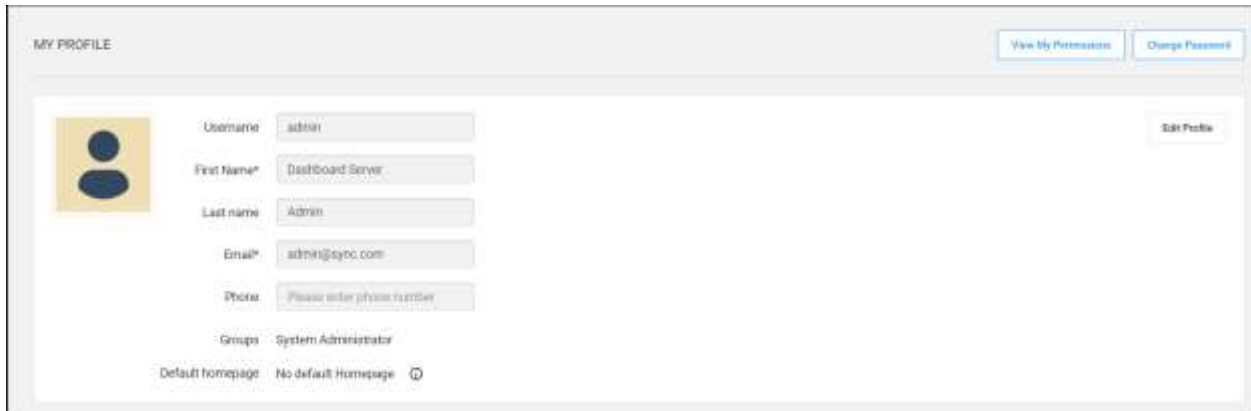 MY PROFILE
View My Permissions
Change Password
Username admin
Edit Profile
First Name* Dashboard Server
Last name Admin
Email* admin@sync.com
Phone Please enter phone number
Groups System Administrator
Default homepage No default Homepage